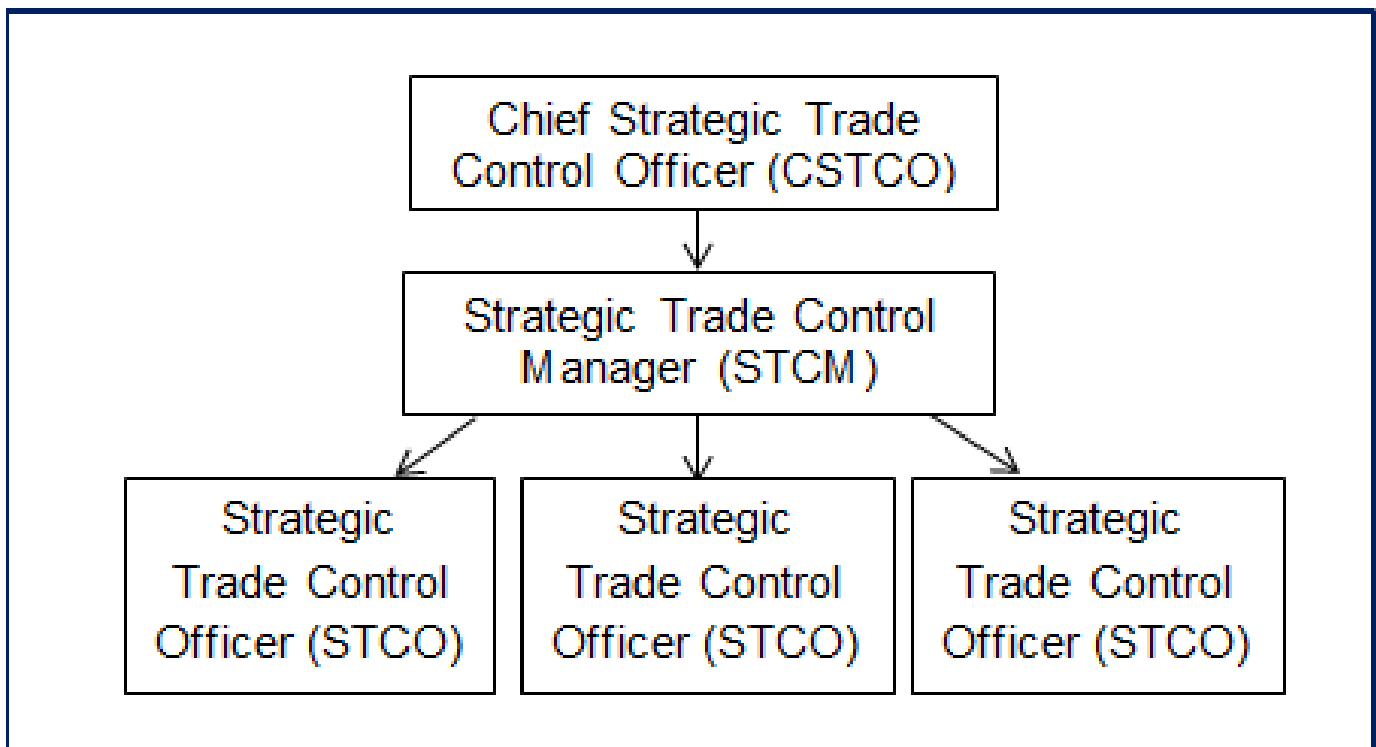 Chief Strategic Trade
Control Officer (CSTCO)
Strategic Trade Control
Manager (STCM)
Strategic
Trade Control
Officer (STCO)
Strategic
Trade Control
Officer (STCO)
Strategic
Trade Control
Officer (STCO)